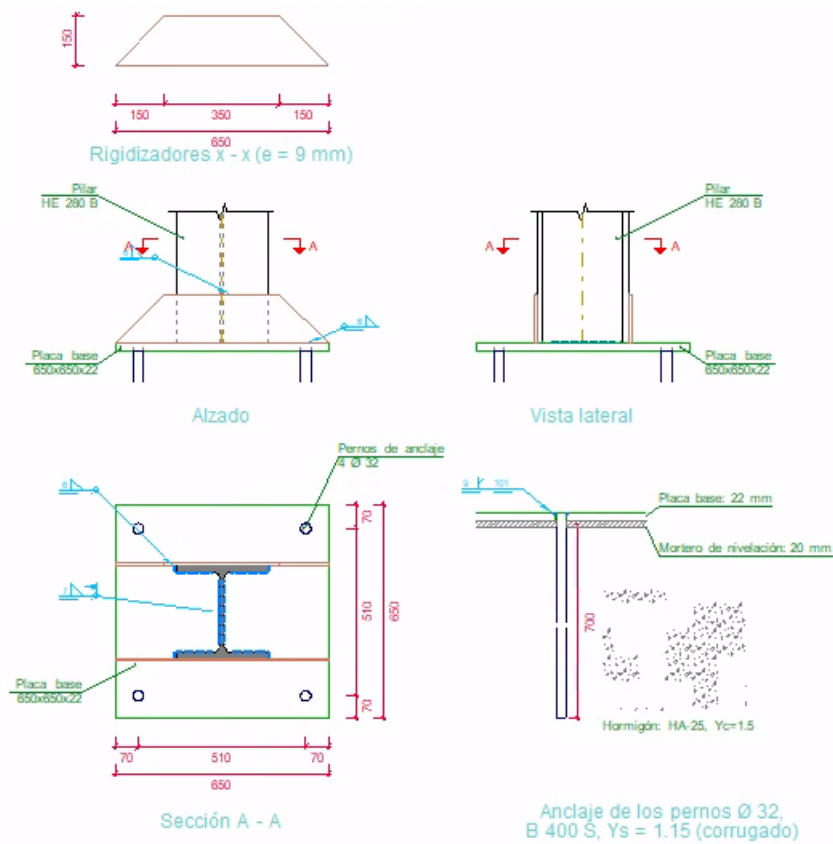 150
150
350
150
650
Rigidizadores x - x (e = 9 mm)
Pilar
HE 280 B
A
A
Placa base
650x650x22
Alzado
Pilar
HE 280 B
A
A
Placa base
650x650x22
Vista lateral
Pernos de anclaje
4 Ø 32
70
510
650
70
Placa base
650x650x22
70
510
70
650
Sección A - A
9
101
Placa base: 22 mm
Mortero de nivelación: 20 mm
700
Hormigón: HA-25, Yc=1.5
Anclaje de los pernos Ø 32,
B 400 S, Ys = 1.15 (corrugado)